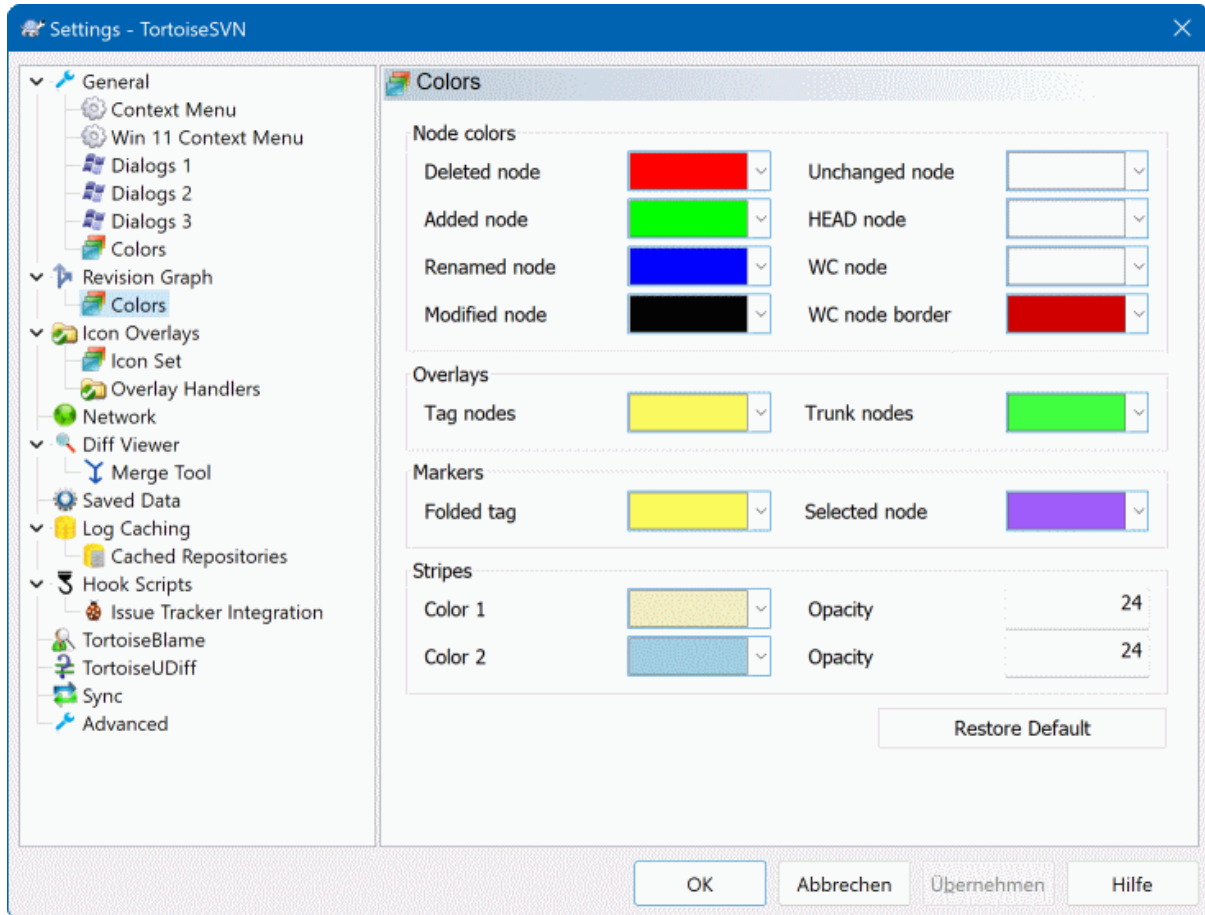 Settings - TortoiseSVN
General
Context Menu
Win 11 Context Menu
Dialogs 1
Dialogs 2
Dialogs 3
Colors
Revision Graph
Colors
Icon Overlays
Icon Set
Overlay Handlers
Network
Diff Viewer
Merge Tool
Saved Data
Log Caching
Cached Repositories
Hook Scripts
Issue Tracker Integration
TortoiseBlame
TortoiseUDiff
Sync
Advanced
Colors
Node colors
Deleted node Unchanged node
Added node HEAD node
Renamed node WC node
Modified node WC node border
Overlays
Tag nodes Trunk nodes
Markers
Folded tag Selected node
Stripes
Color 1 Opacity 24
Color 2 Opacity 24
Restore Default
OK Abbrechen Übernehmen Hilfe